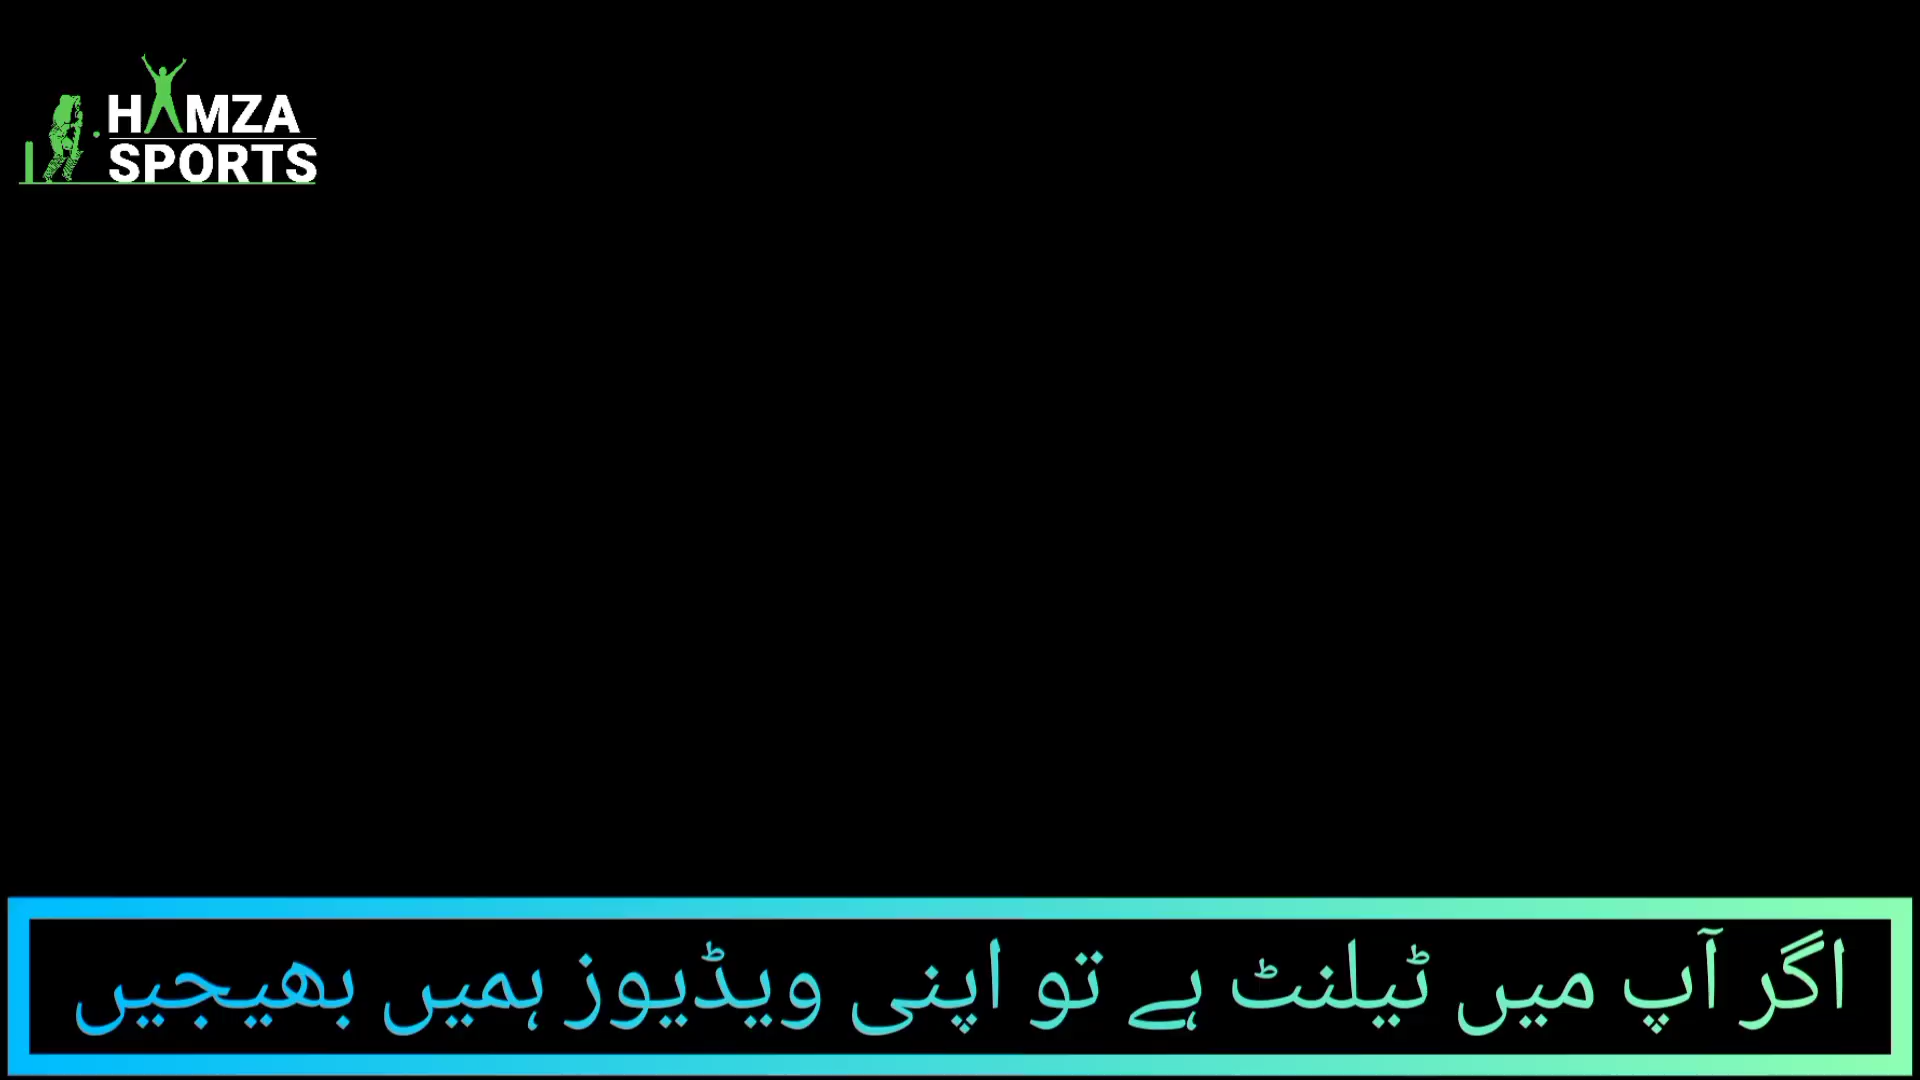 HAMZA
SPORTS
اگر آپ میں ٹیلنٹ ہے تو اپنی ویڈیوز ہمیں بھیجیں